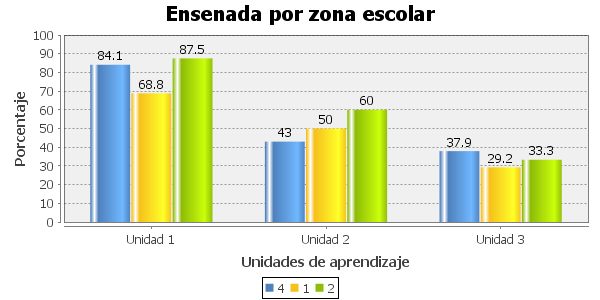 Ensenada por zona escolar
Porcentaje
100
90
80
70
60
50
40
30
20
10
0
84.1
68.8
87.5
43
50
60
37.9
29.2
33.3
Unidad 1
Unidad 2
Unidad 3
Unidades de aprendizaje
4 1 2